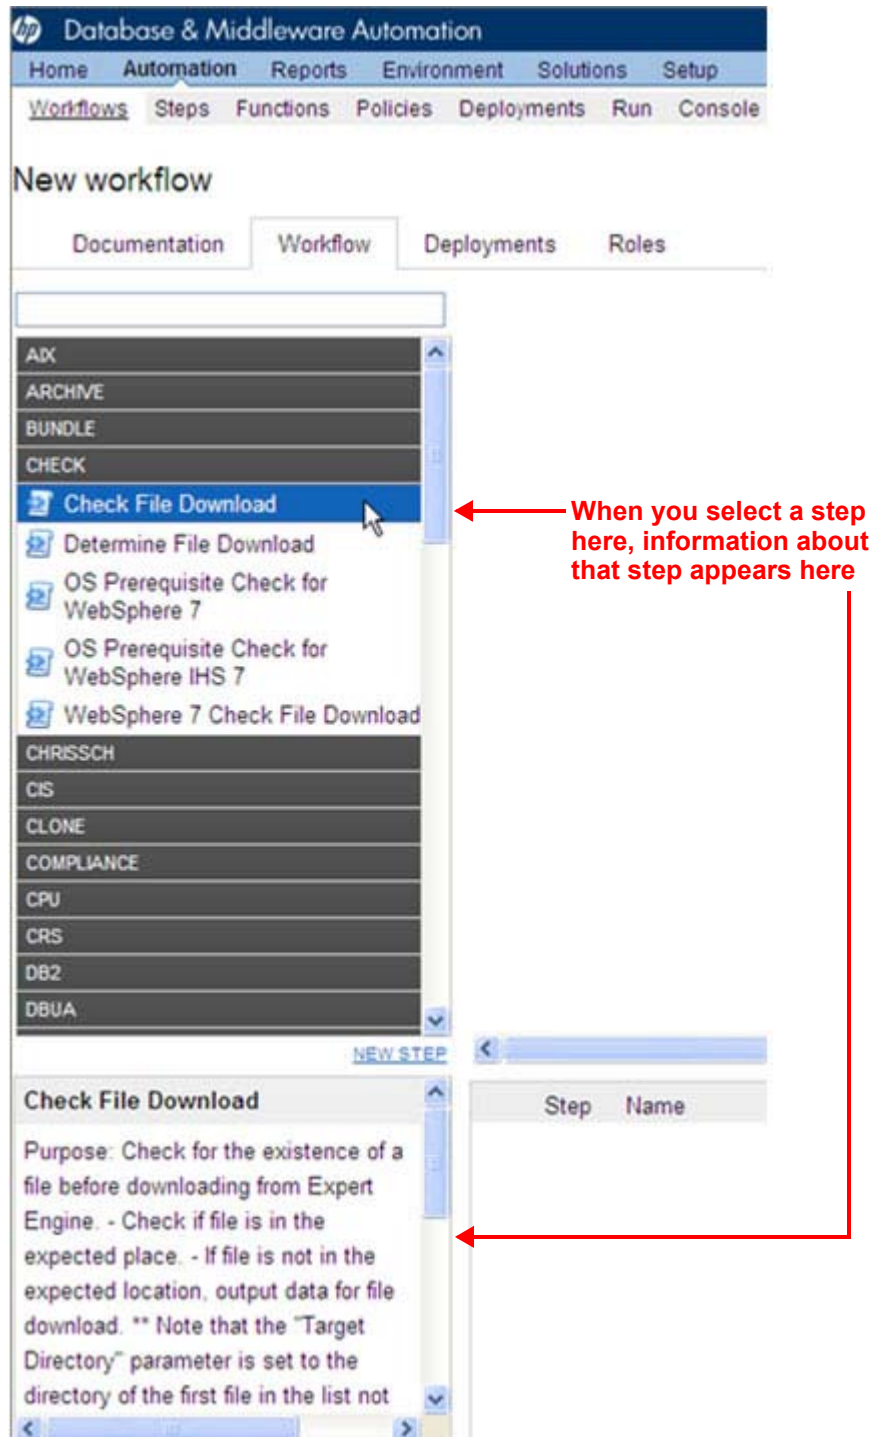 hp Database & Middleware Automation
Home Automation Reports Environment Solutions Setup
Workflows Steps Functions Policies Deployments Run Console
New workflow
Documentation Workflow Deployments Roles
AIX
ARCHIVE
BUNDLE
CHECK
Check File Download
Determine File Download
OS Prerequisite Check for
WebSphere 7
OS Prerequisite Check for
WebSphere IHS 7
WebSphere 7 Check File Download
CHRISSCH
CIS
CLONE
COMPLIANCE
CPU
CRS
DB2
DBUA
When you select a step
here, information about
that step appears here
NEW STEP
Check File Download
Purpose: Check for the existence of a
file before downloading from Expert
Engine. - Check if file is in the
expected place. - If file is not in the
expected location, output data for file
download. ** Note that the "Target
Directory" parameter is set to the
directory of the first file in the list not
Step Name